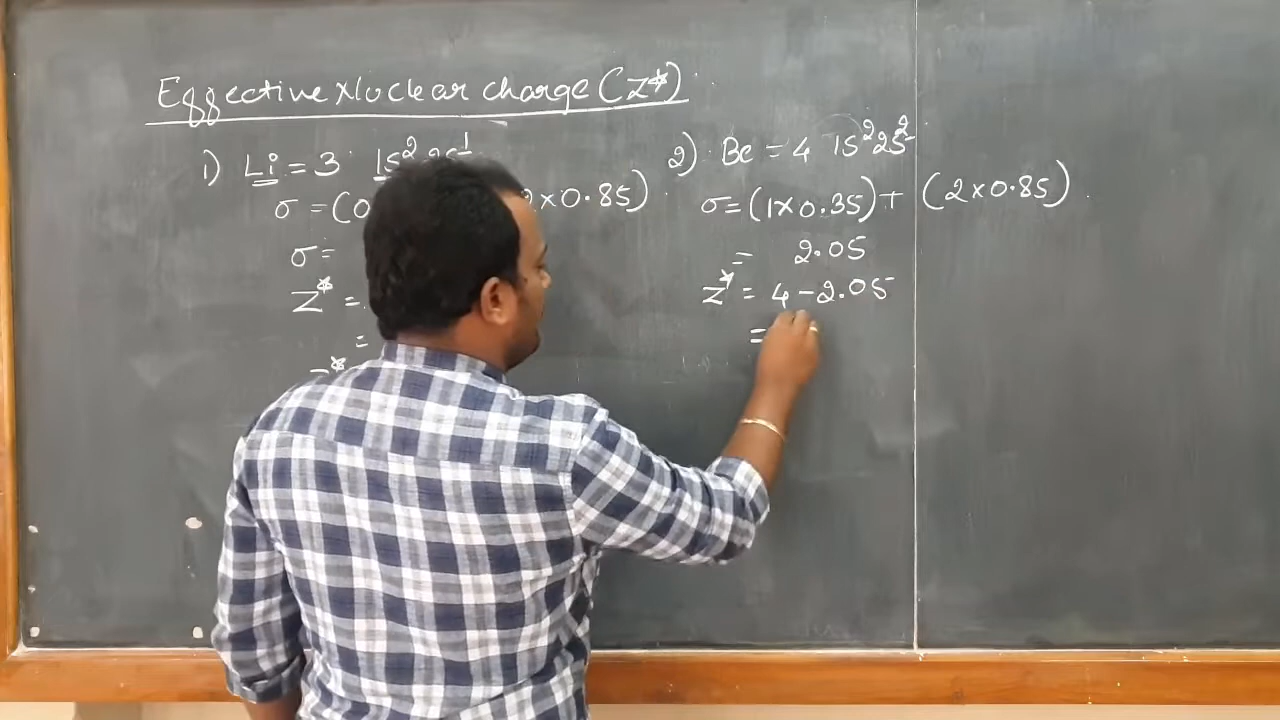 Effective Nuclear charge (Z*)
1) Li = 3 1s² 2s¹
σ = (0 2 × 0.85)
σ =
Z* =
=
Z*
2) Be = 4 1s² 2s²
σ = (1 × 0.35) + (2 × 0.85)
= 2.05
Z* = 4 - 2.05
=